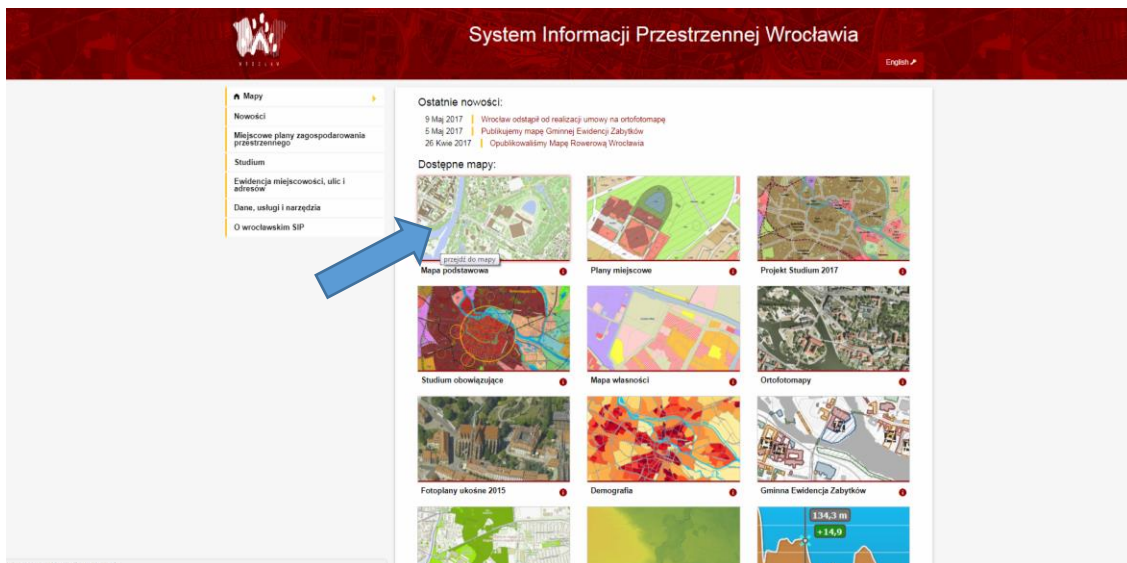 WROCŁAW
System Informacji Przestrzennej Wrocławia
English
Mapy
Nowości
Miejscowe plany zagospodarowania
przestrzennego
Studium
Ewidencja miejscowości, ulic i
adresów
Dane, usługi i narzędzia
O wrocławskim SIP
Ostatnie nowości:
9 Maj 2017 Wrocław odstąpił od realizacji umowy na ortofotomapę
5 Maj 2017 Publikujemy mapę Gminnej Ewidencji Zabytków
26 Kwie 2017 Opublikowaliśmy Mapę Rowerową Wrocławia
Dostępne mapy:
przejdź do mapy
Mapa podstawowa
Plany miejscowe
Projekt Studium 2017
Studium obowiązujące
Mapa własności
Ortofotomapy
Fotoplany ukośne 2015
Demografia
Gminna Ewidencja Zabytków
134,3 m
+14,9